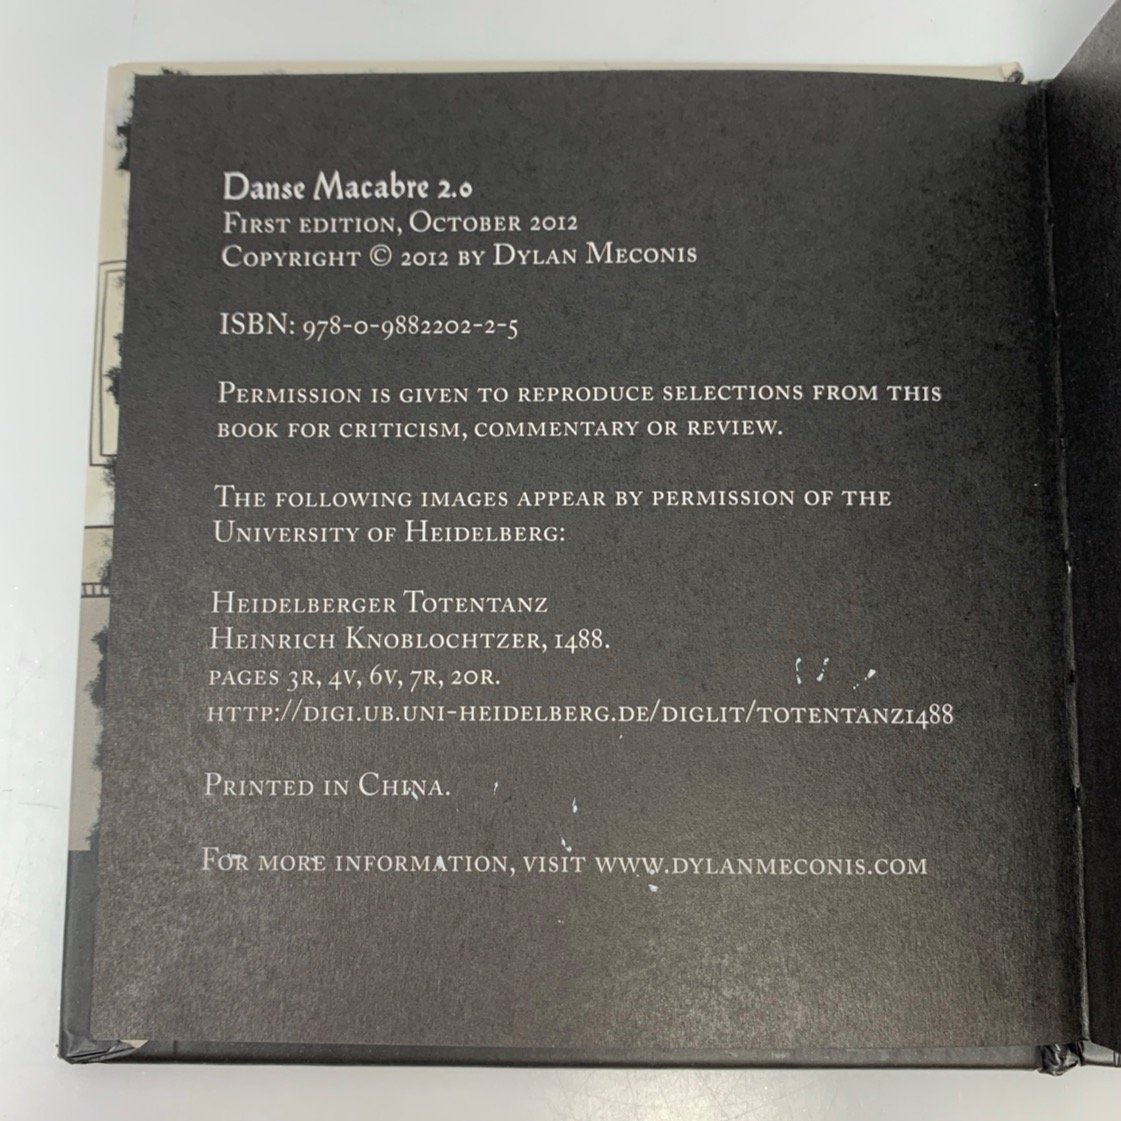 Danse Macabre 2.0
First edition, October 2012
Copyright © 2012 by Dylan Meconis
ISBN: 978-0-9882202-2-5
Permission is given to reproduce selections from this
book for criticism, commentary or review.
The following images appear by permission of the
University of Heidelberg:
Heidelberger Totentanz
Heinrich Knoblochtzer, 1488.
pages 3r, 4v, 6v, 7r, 20r.
http://digi.ub.uni-heidelberg.de/diglit/totentanz1488
Printed in China.
For more information, visit www.dylanmeconis.com